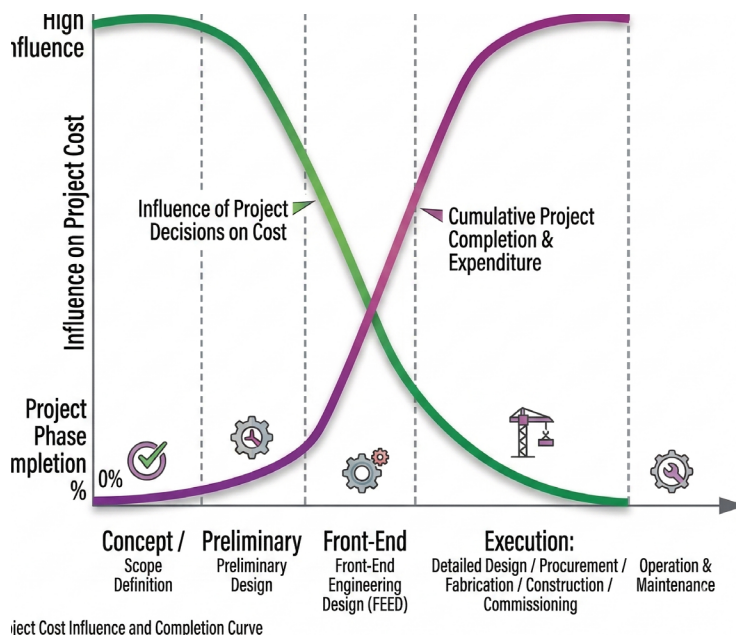 High
nfluence
Influence on Project Cost
Influence of Project
Decisions on Cost
Cumulative Project
Completion &
Expenditure
Project
Phase
mpletion
%
0%
Concept /
Scope
Definition
Preliminary
Preliminary
Design
Front-End
Front-End
Engineering
Design (FEED)
Execution:
Detailed Design / Procurement /
Fabrication / Construction /
Commissioning
Operation &
Maintenance
ject Cost Influence and Completion Curve